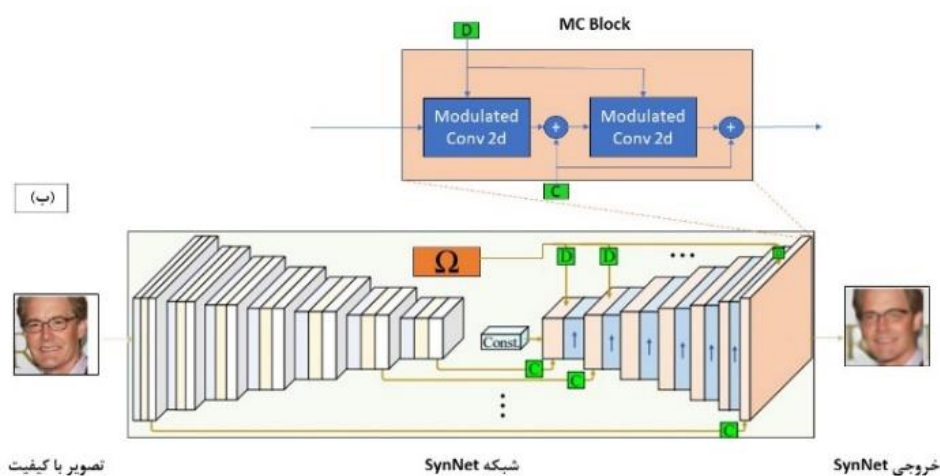 MC Block
D
Modulated Conv 2d
+
Modulated Conv 2d
+
C
(ب)
Ω
D
D
...
Const.
↑
↑
↑
↑
↑
↑
C
C
⋮
C
تصویر با کیفیت
شبکه SynNet
خروجی SynNet